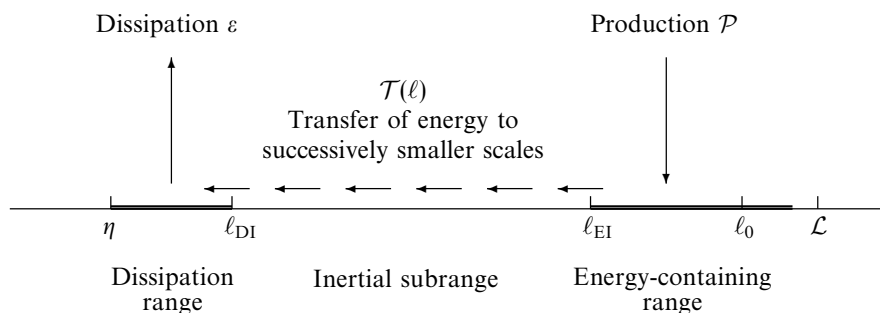 Dissipation ε
Production 𝒫
𝒯(ℓ)
Transfer of energy to
successively smaller scales
η
ℓ_DI
ℓ_EI
ℓ_0
ℒ
Dissipation
range
Inertial subrange
Energy-containing
range